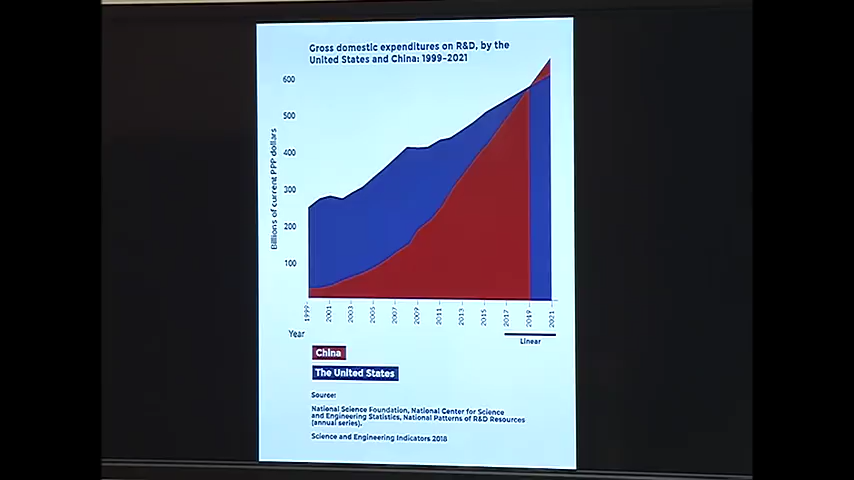 Gross domestic expenditures on R&D, by the
United States and China: 1999-2021
600
500
400
300
200
100
Billions of current PPP dollars
1999
2001
2003
2005
2007
2009
2011
2013
2015
2017
2019
2021
Year
Linear
China
The United States
Source:
National Science Foundation, National Center for Science
and Engineering Statistics, National Patterns of R&D Resources
(annual series).
Science and Engineering Indicators 2018